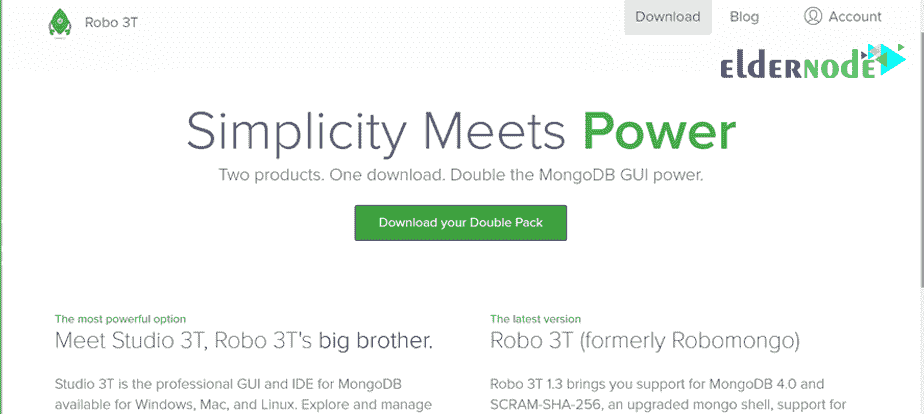 Robo 3T
Download
Blog
Account
ELDERNODE
Simplicity Meets Power
Two products. One download. Double the MongoDB GUI power.
Download your Double Pack
The most powerful option
Meet Studio 3T, Robo 3T's big brother.
Studio 3T is the professional GUI and IDE for MongoDB
available for Windows, Mac, and Linux. Explore and manage
The latest version
Robo 3T (formerly Robomongo)
Robo 3T 1.3 brings you support for MongoDB 4.0 and
SCRAM-SHA-256, an upgraded mongo shell, support for